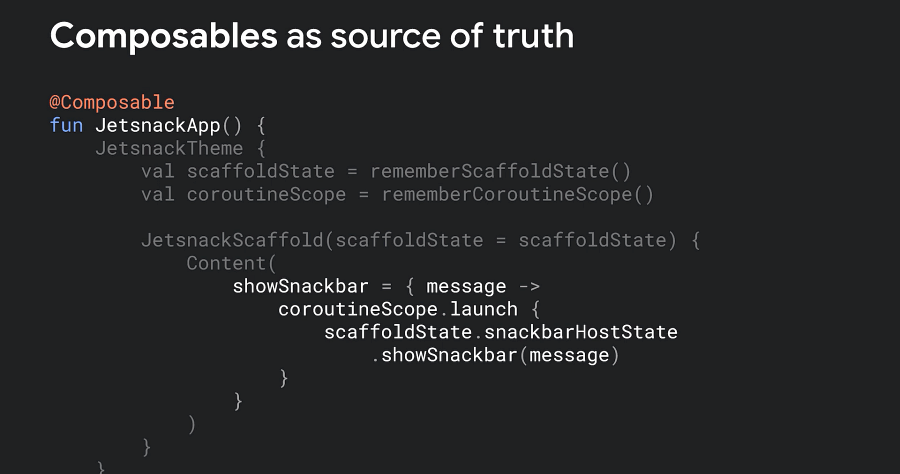 Composables as source of truth
@Composable
fun JetsnackApp() {
    JetsnackTheme {
        val scaffoldState = rememberScaffoldState()
        val coroutineScope = rememberCoroutineScope()
        JetsnackScaffold(scaffoldState = scaffoldState) {
            Content(
                showSnackbar = { message ->
                    coroutineScope.launch {
                        scaffoldState.snackbarHostState
                            .showSnackbar(message)
                    }
                }
            )
        }
    }